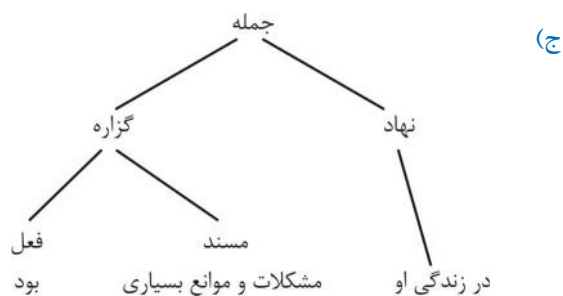 ج)
جمله
نهاد گزاره
مسند فعل
در زندگی او مشکلات و موانع بسیاری بود